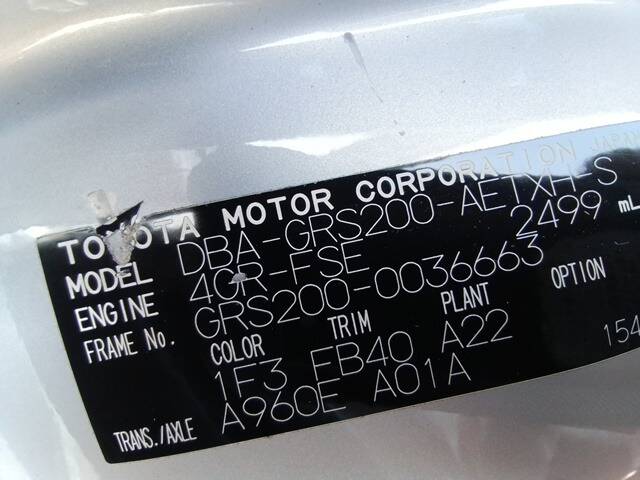 TOYOTA MOTOR CORPORATION JAPAN
MODEL DBA-GRS200-AETXH-S
ENGINE 4GR-FSE 2499 mL
FRAME No. GRS200-0036663
COLOR TRIM PLANT OPTION
1F3 FB40 A22 154
TRANS./AXLE A960E A01A